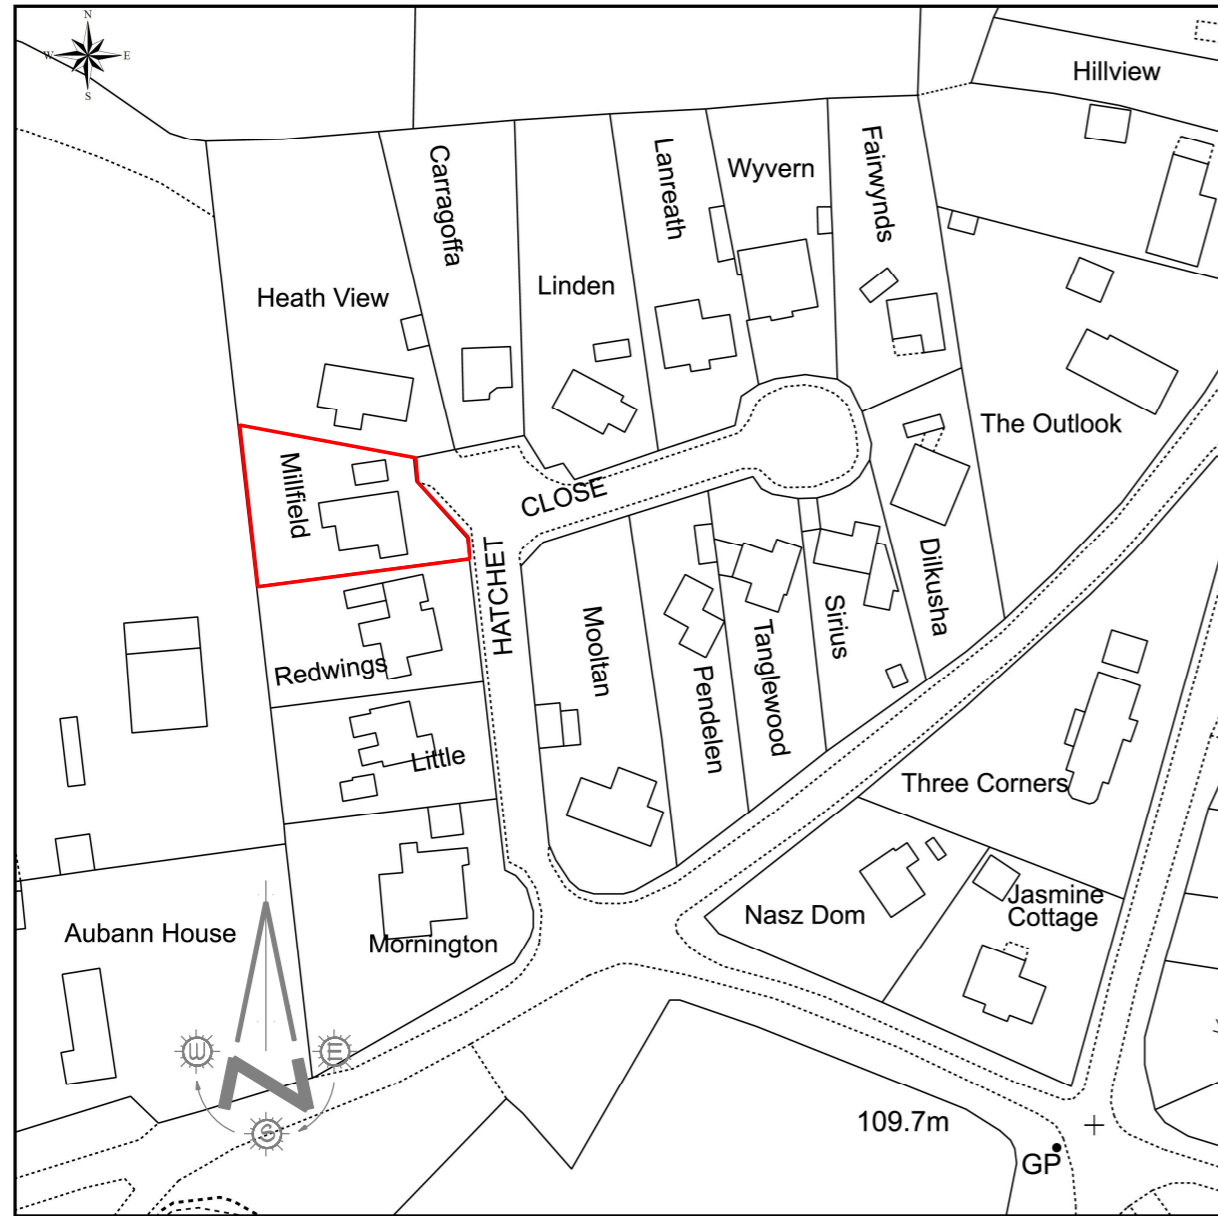 N
W
E
S
Hillview
Carragoffa
Lanreath
Wyvern
Fairwynds
Heath View
Linden
The Outlook
Millfield
CLOSE
HATCHET
Dilkusha
Mooltan
Sirius
Tanglewood
Pendelen
Redwings
Little
Three Corners
Nasz Dom
Jasmine
Cottage
Aubann House
Mornington
W
E
N
S
109.7m
GP